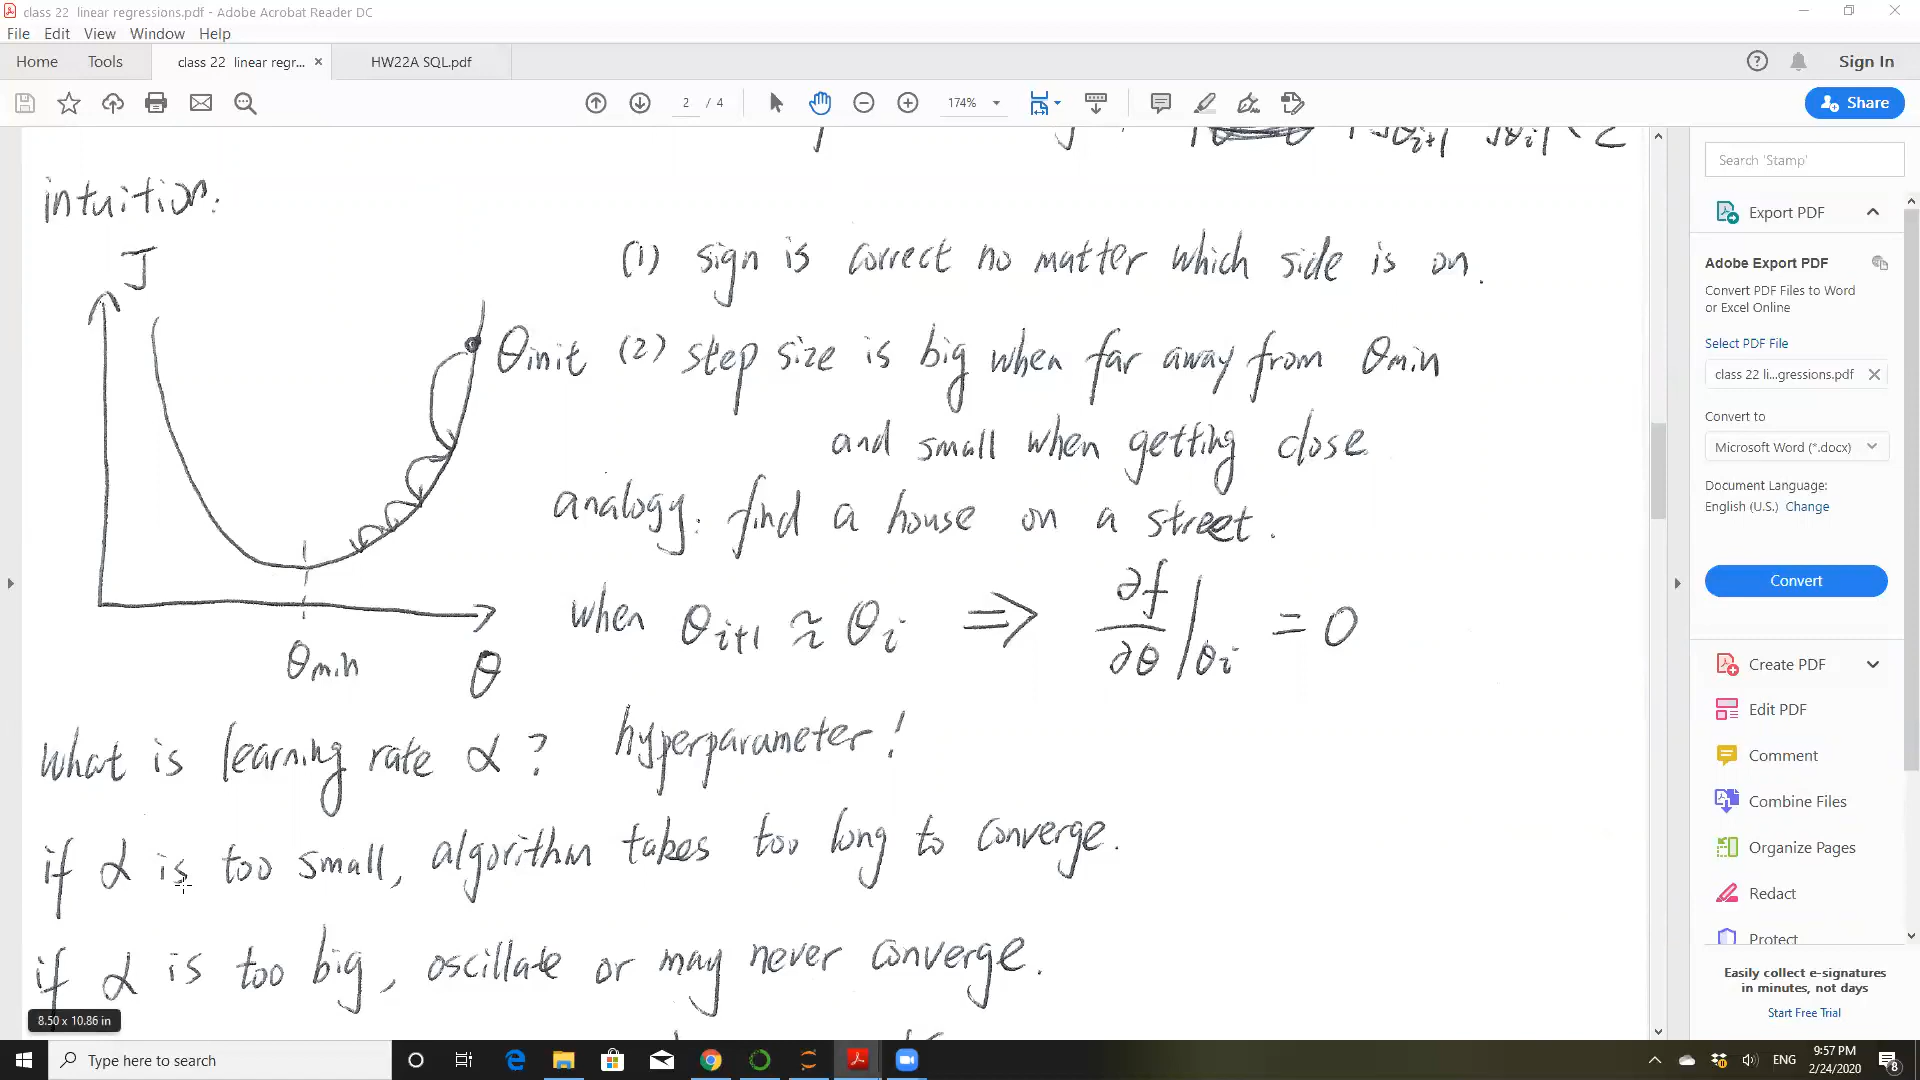 class 22  linear regressions.pdf - Adobe Acrobat Reader DC
File Edit View Window Help
Home Tools class 22  linear regr... × HW22A SQL.pdf Sign In
2 / 4 174% Share
intuition:
J
(1) sign is correct no matter which side is on.
θinit (2) step size is big when far away from θmin
and small when getting close
analogy: find a house on a street.
when θi+1 ≈ θi ⇒ ∂f/∂θ|θi = 0
θmin θ
What is learning rate α? hyperparameter!
if α is too small, algorithm takes too long to converge.
if α is too big, oscillate or may never converge.
8.50 x 10.86 in
Search 'Stamp'
Export PDF
Adobe Export PDF
Convert PDF Files to Word
or Excel Online
Select PDF File
class 22 li...gressions.pdf
Convert to
Microsoft Word (*.docx)
Document Language:
English (U.S.) Change
Convert
Create PDF
Edit PDF
Comment
Combine Files
Organize Pages
Redact
Protect
Easily collect e-signatures
in minutes, not days
Start Free Trial
Type here to search
ENG
9:57 PM
2/24/2020
8